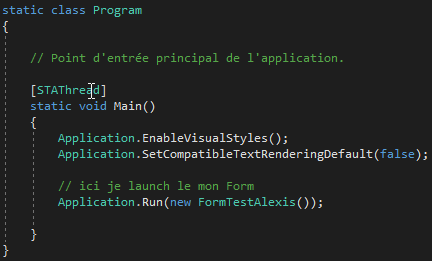 static class Program
{
// Point d'entrée principal de l'application.
[STAThread]
static void Main()
{
Application.EnableVisualStyles();
Application.SetCompatibleTextRenderingDefault(false);
// ici je launch le mon Form
Application.Run(new FormTestAlexis());
}
}